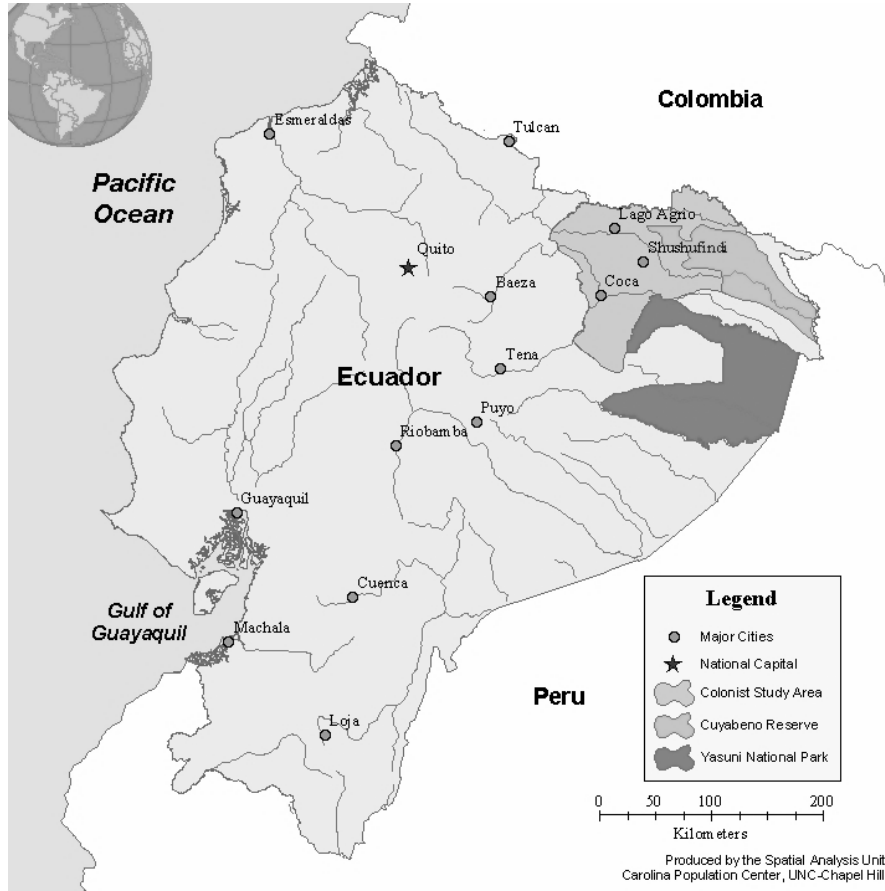 Colombia
Esmeraldas
Tulcan
Pacific
Ocean
Lago Agrio
Shushufindi
Quito
Baeza
Coca
Tena
Ecuador
Puyo
Riobamba
Guayaquil
Cuenca
Gulf of
Guayaquil
Machala
Peru
Loja
Legend
Major Cities
National Capital
Colonist Study Area
Cuyabeno Reserve
Yasuni National Park
0 50 100 200
Kilometers
Produced by the Spatial Analysis Unit
Carolina Population Center, UNC-Chapel Hill